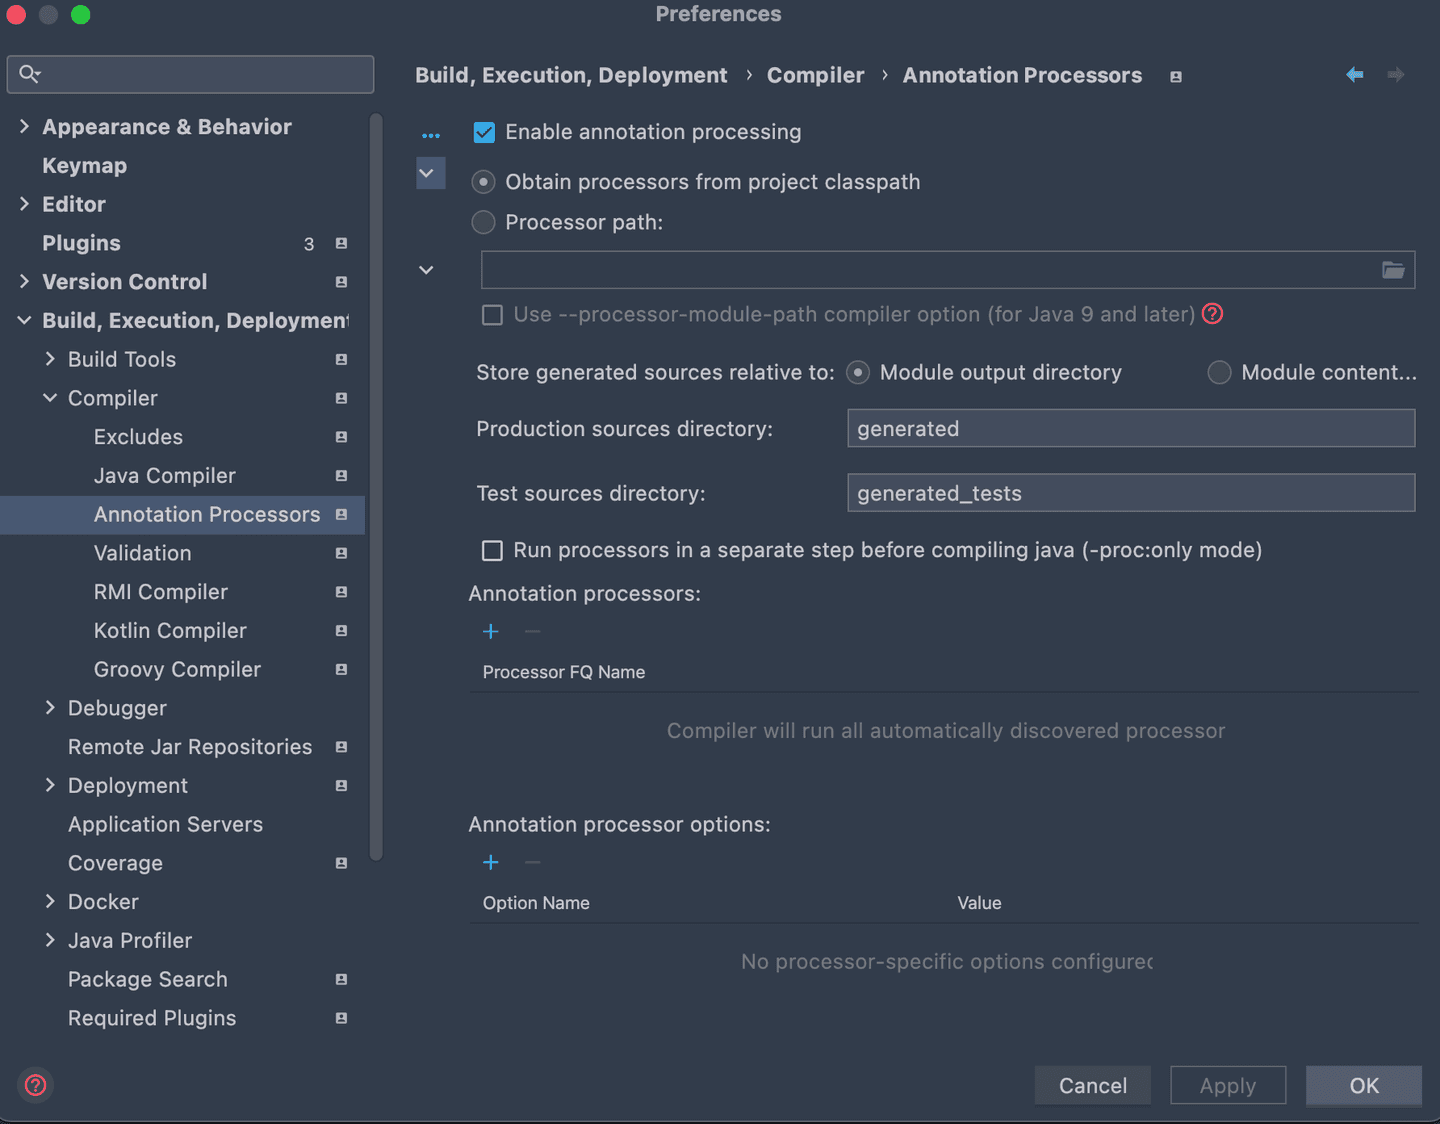 Preferences
Build, Execution, Deployment › Compiler › Annotation Processors
Appearance & Behavior
Keymap
Editor
Plugins 3
Version Control
Build, Execution, Deployment
Build Tools
Compiler
Excludes
Java Compiler
Annotation Processors
Validation
RMI Compiler
Kotlin Compiler
Groovy Compiler
Debugger
Remote Jar Repositories
Deployment
Application Servers
Coverage
Docker
Java Profiler
Package Search
Required Plugins
Enable annotation processing
Obtain processors from project classpath
Processor path:
Use --processor-module-path compiler option (for Java 9 and later) ?
Store generated sources relative to: Module output directory Module content...
Production sources directory: generated
Test sources directory: generated_tests
Run processors in a separate step before compiling java (-proc:only mode)
Annotation processors:
Processor FQ Name
Compiler will run all automatically discovered processor
Annotation processor options:
Option Name Value
No processor-specific options configured
?
Cancel Apply OK